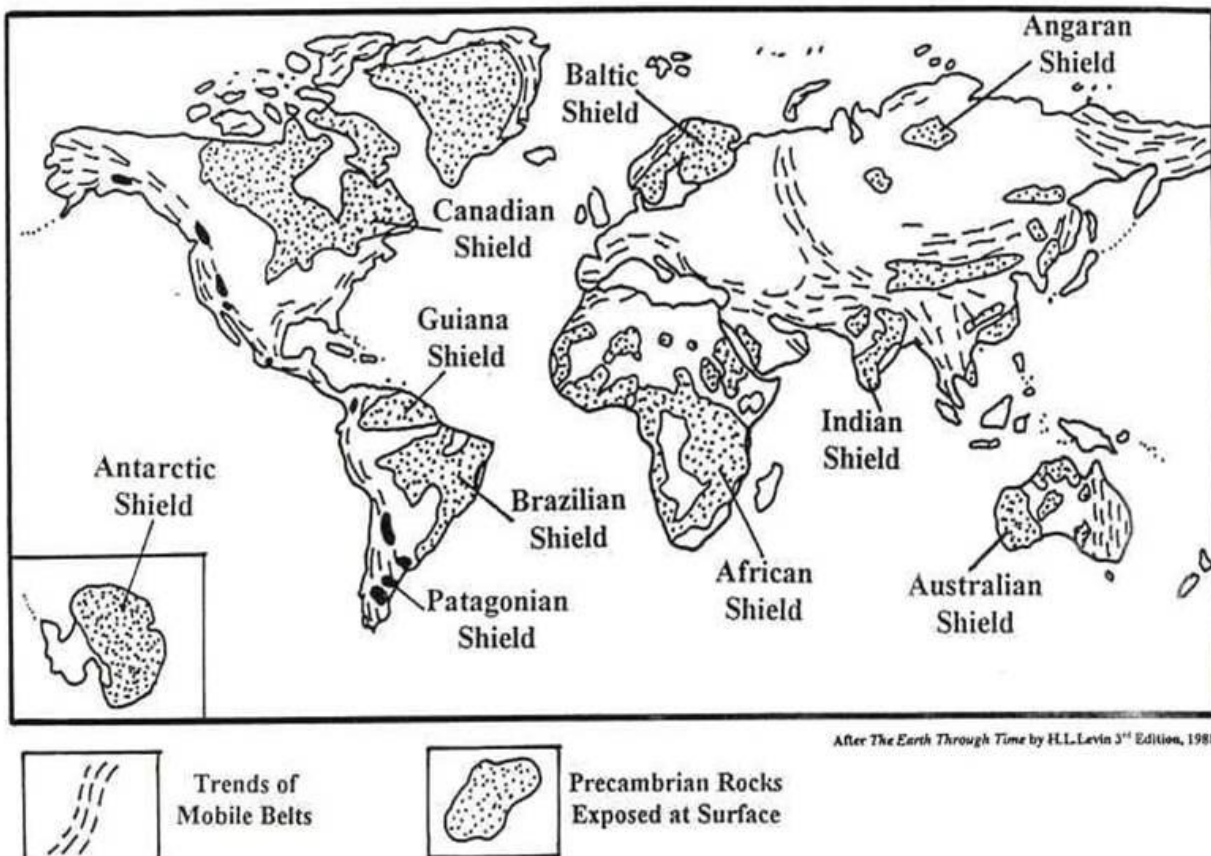 Angaran
Shield
Baltic
Shield
Canadian
Shield
Guiana
Shield
Indian
Shield
Antarctic
Shield
Brazilian
Shield
African
Shield
Australian
Shield
Patagonian
Shield
After The Earth Through Time by H.L.Levin 3rd Edition, 198
Trends of
Mobile Belts
Precambrian Rocks
Exposed at Surface